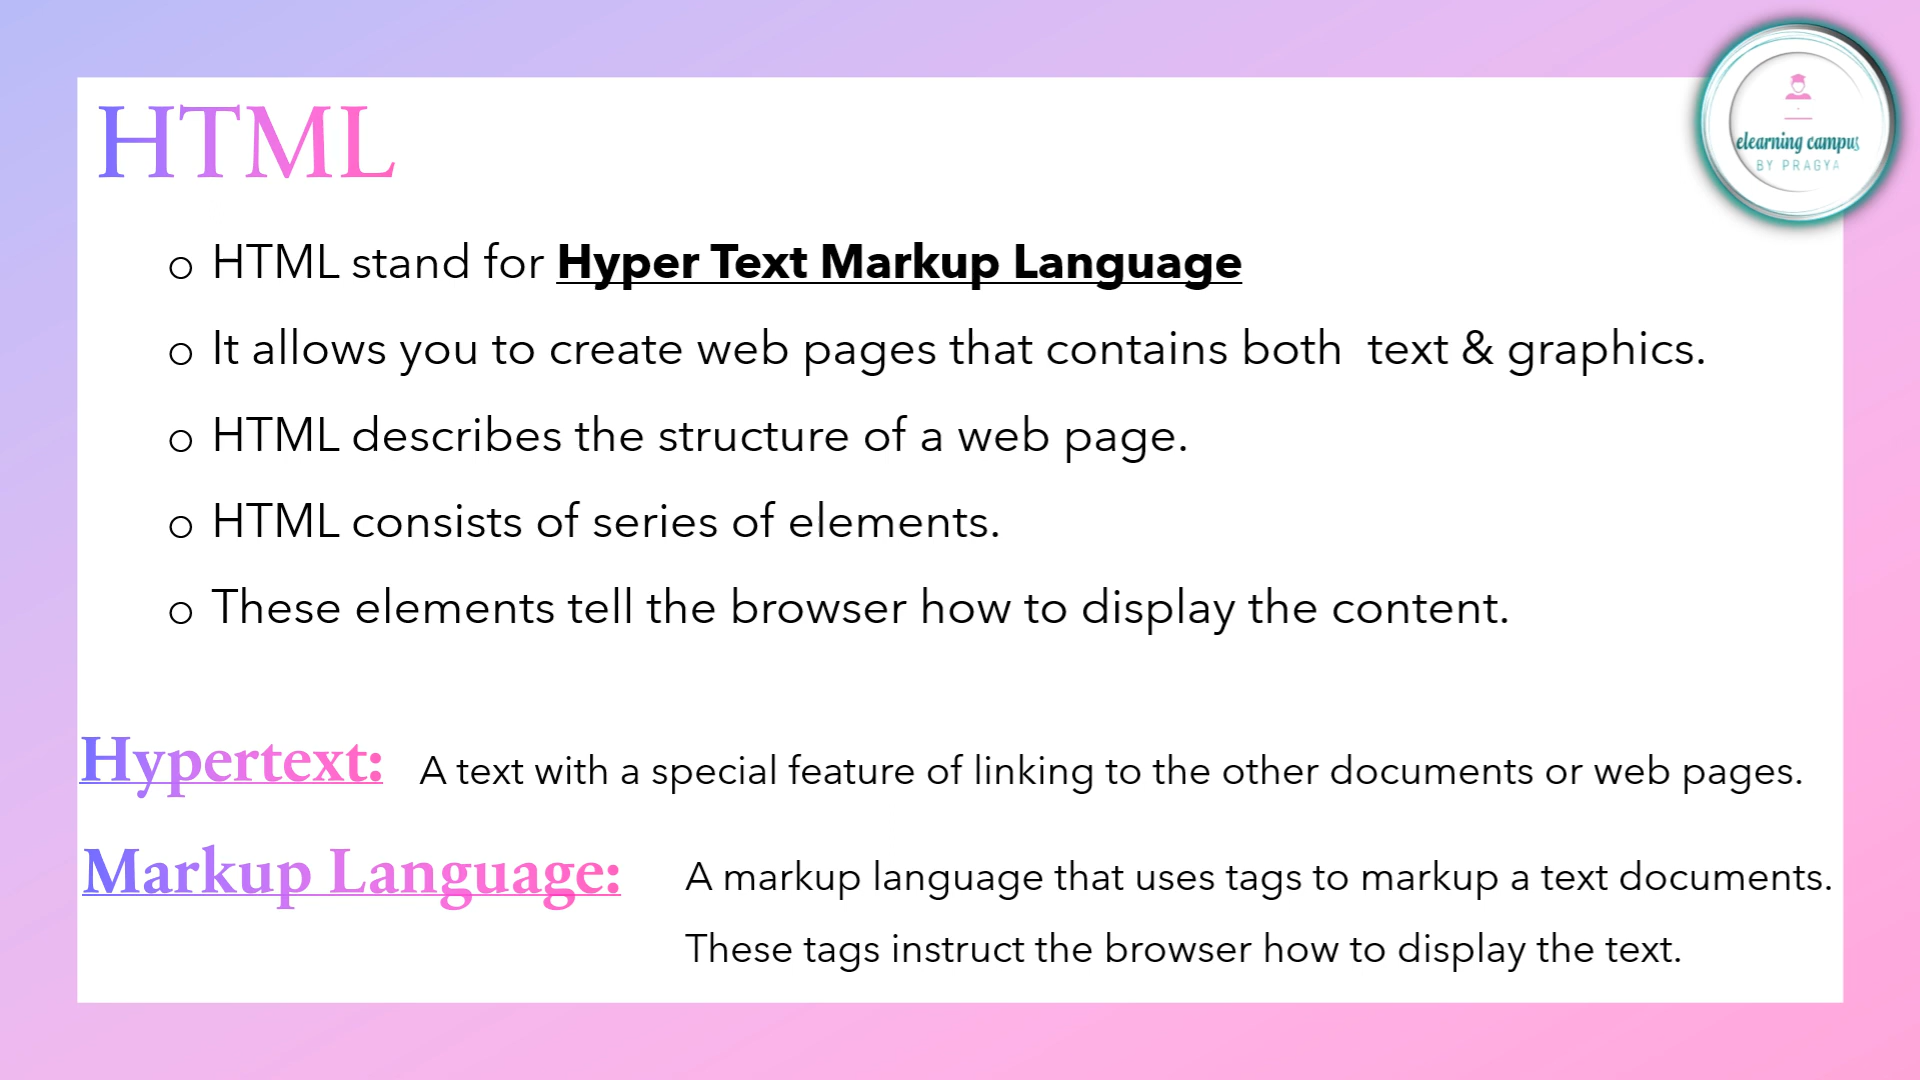 HTML
elearning campus
BY PRAGYA
HTML stand for Hyper Text Markup Language
It allows you to create web pages that contains both  text & graphics.
HTML describes the structure of a web page.
HTML consists of series of elements.
These elements tell the browser how to display the content.
Hypertext: A text with a special feature of linking to the other documents or web pages.
Markup Language: A markup language that uses tags to markup a text documents.
These tags instruct the browser how to display the text.